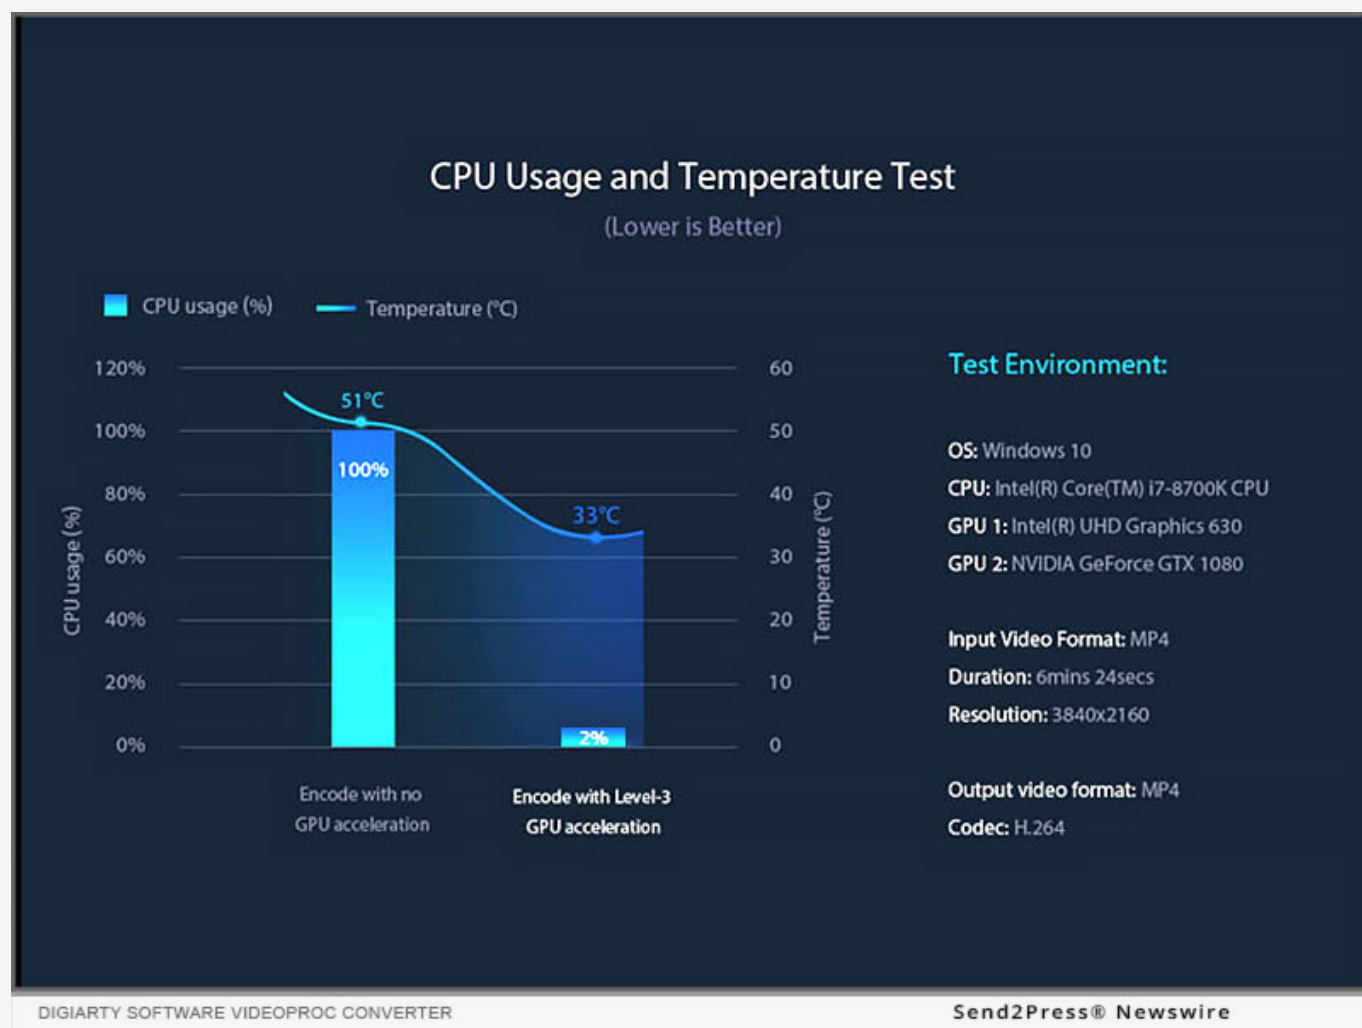 CPU Usage and Temperature Test
(Lower is Better)
CPU usage (%)
Temperature (°C)
120%
100%
80%
60%
40%
20%
0%
CPU usage (%)
51°C
100%
33°C
2%
60
50
40
30
20
10
0
Temperature (°C)
Encode with no
GPU acceleration
Encode with Level-3
GPU acceleration
Test Environment:
OS: Windows 10
CPU: Intel(R) Core(TM) i7-8700K CPU
GPU 1: Intel(R) UHD Graphics 630
GPU 2: NVIDIA GeForce GTX 1080
Input Video Format: MP4
Duration: 6mins 24secs
Resolution: 3840x2160
Output video format: MP4
Codec: H.264
DIGIARTY SOFTWARE VIDEOPROC CONVERTER
Send2Press® Newswire